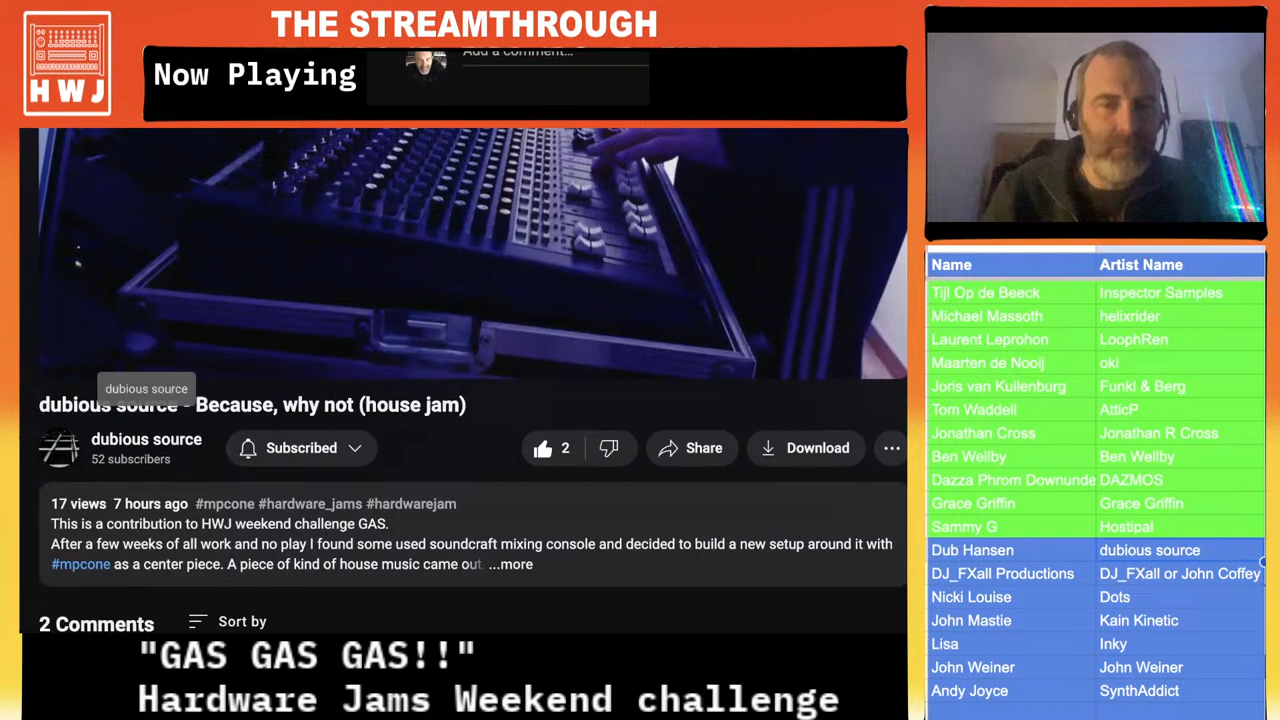 THE STREAMTHROUGH
HWJ
Now Playing
Add a comment...
dubious source
dubious source - Because, why not (house jam)
dubious source
52 subscribers
Subscribed
2
Share
Download
17 views 7 hours ago #mpcone #hardware_jams #hardwarejam
This is a contribution to HWJ weekend challenge GAS.
After a few weeks of all work and no play I found some used soundcraft mixing console and decided to build a new setup around it with
#mpcone as a center piece. A piece of kind of house music came out. ...more
2 Comments
Sort by
"GAS GAS GAS!!"
Hardware Jams Weekend challenge
Name Artist Name
Tijl Op de Beeck Inspector Samples
Michael Massoth helixrider
Laurent Leprohon LoophRen
Maarten de Nooij oki
Joris van Kuilenburg Funkl & Berg
Tom Waddell AtticP
Jonathan Cross Jonathan R Cross
Ben Wellby Ben Wellby
Dazza Phrom Downunde DAZMOS
Grace Griffin Grace Griffin
Sammy G Hostipal
Dub Hansen dubious source
DJ_FXall Productions DJ_FXall or John Coffey
Nicki Louise Dots
John Mastie Kain Kinetic
Lisa Inky
John Weiner John Weiner
Andy Joyce SynthAddict